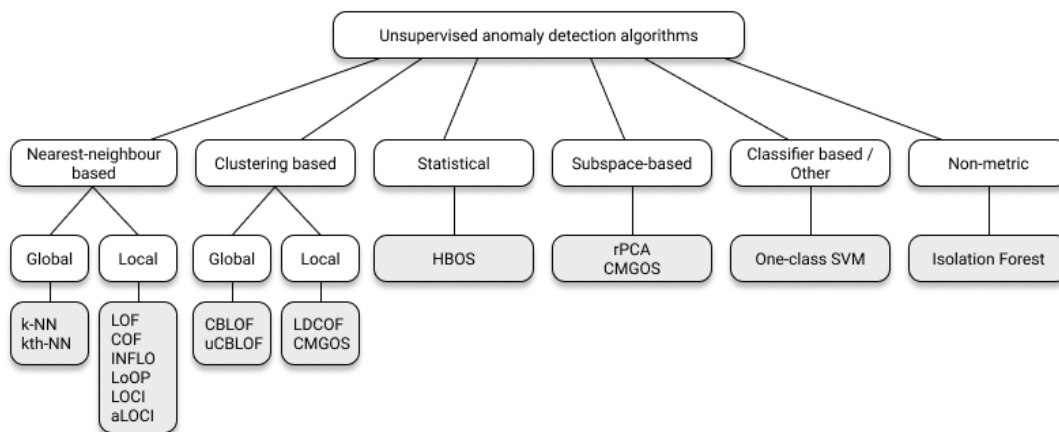 Unsupervised anomaly detection algorithms
Nearest-neighbour
based
Clustering based
Statistical
Subspace-based
Classifier based /
Other
Non-metric
Global
Local
Global
Local
HBOS
rPCA
CMGOS
One-class SVM
Isolation Forest
k-NN
kth-NN
LOF
COF
INFLO
LoOP
LOCI
aLOCI
CBLOF
uCBLOF
LDCOF
CMGOS